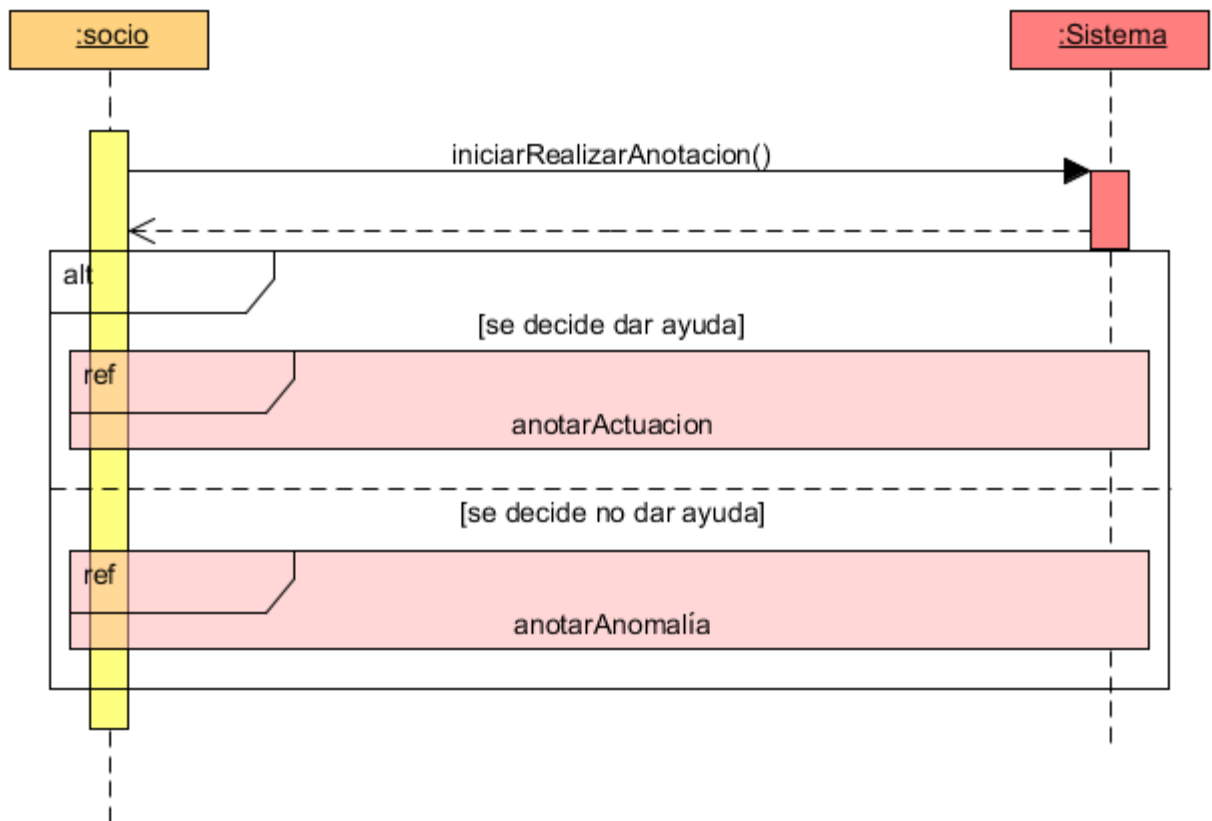 :socio
:Sistema
iniciarRealizarAnotacion()
alt
[se decide dar ayuda]
ref
anotarActuacion
[se decide no dar ayuda]
ref
anotarAnomalía